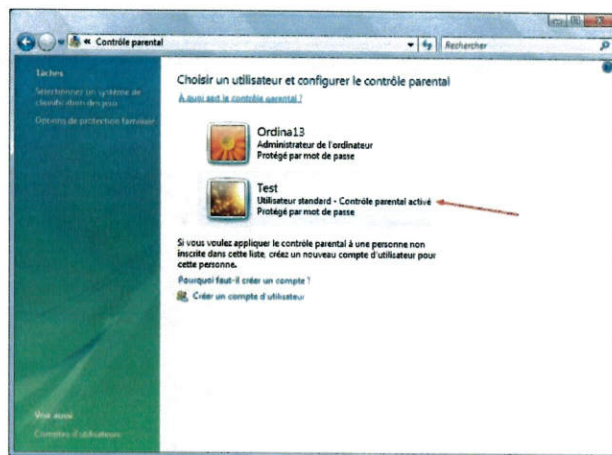 « Contrôle parental
Rechercher
Tâches
Sélectionner un système de
classification des jeux
Options de protection familiale
Choisir un utilisateur et configurer le contrôle parental
À quoi sert le contrôle parental ?
Ordina13
Administrateur de l'ordinateur
Protégé par mot de passe
Test
Utilisateur standard - Contrôle parental activé
Protégé par mot de passe
Si vous voulez appliquer le contrôle parental à une personne non
inscrite dans cette liste, créez un nouveau compte d'utilisateur pour
cette personne.
Pourquoi faut-il créer un compte ?
Créer un compte d'utilisateur
Voir aussi
Comptes d'utilisateurs